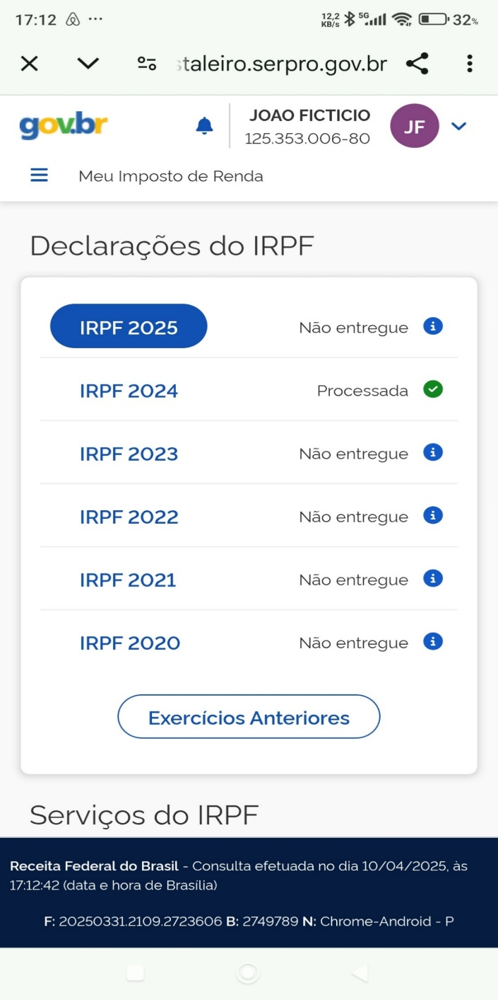 17:12 ...
12,2 KB/s 5G 32%
staleiro.serpro.gov.br
gov.br
JOAO FICTICIO
125.353.006-80
JF
Meu Imposto de Renda
Declarações do IRPF
IRPF 2025 Não entregue
IRPF 2024 Processada
IRPF 2023 Não entregue
IRPF 2022 Não entregue
IRPF 2021 Não entregue
IRPF 2020 Não entregue
Exercícios Anteriores
Serviços do IRPF
Receita Federal do Brasil - Consulta efetuada no dia 10/04/2025, às
17:12:42 (data e hora de Brasília)
F: 20250331.2109.2723606 B: 2749789 N: Chrome-Android - P